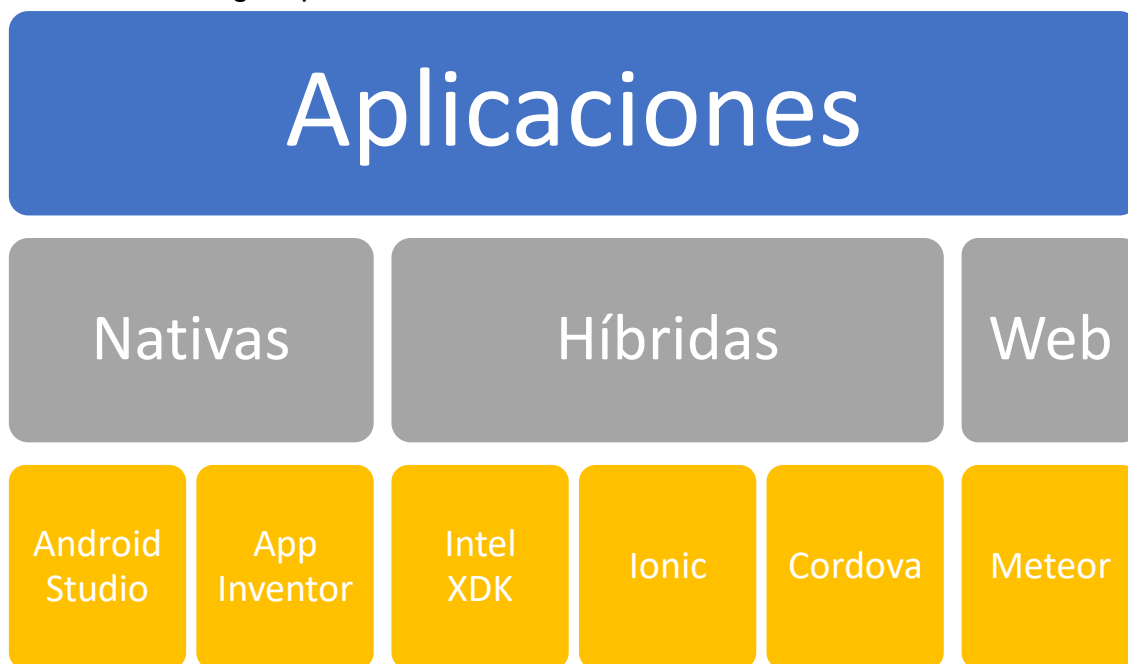 Aplicaciones
Nativas
Híbridas
Web
Android
Studio
App
Inventor
Intel
XDK
Ionic
Cordova
Meteor